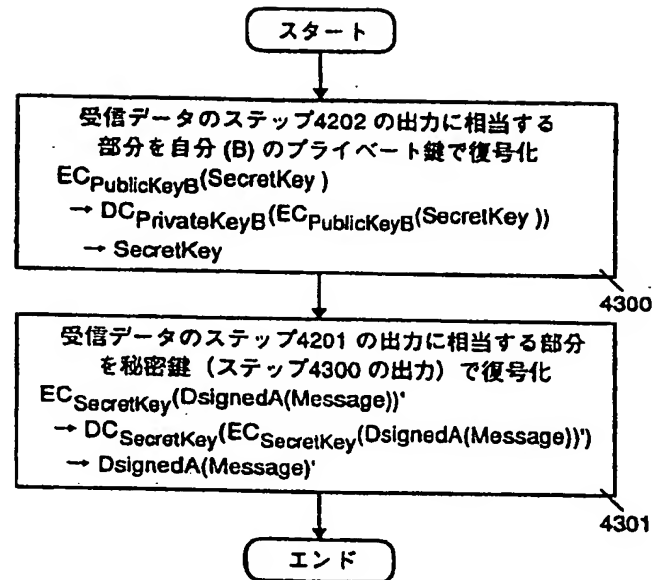 スタート
受信データのステップ4202 の出力に相当する
部分を自分 (B) のプライベート鍵で復号化
EC_PublicKeyB(SecretKey )
→ DC_PrivateKeyB(EC_PublicKeyB(SecretKey ))
→ SecretKey
4300
受信データのステップ4201 の出力に相当する部分
を秘密鍵（ステップ4300 の出力）で復号化
EC_SecretKey(DsignedA(Message))'
→ DC_SecretKey(EC_SecretKey(DsignedA(Message))')
→ DsignedA(Message)'
4301
エンド